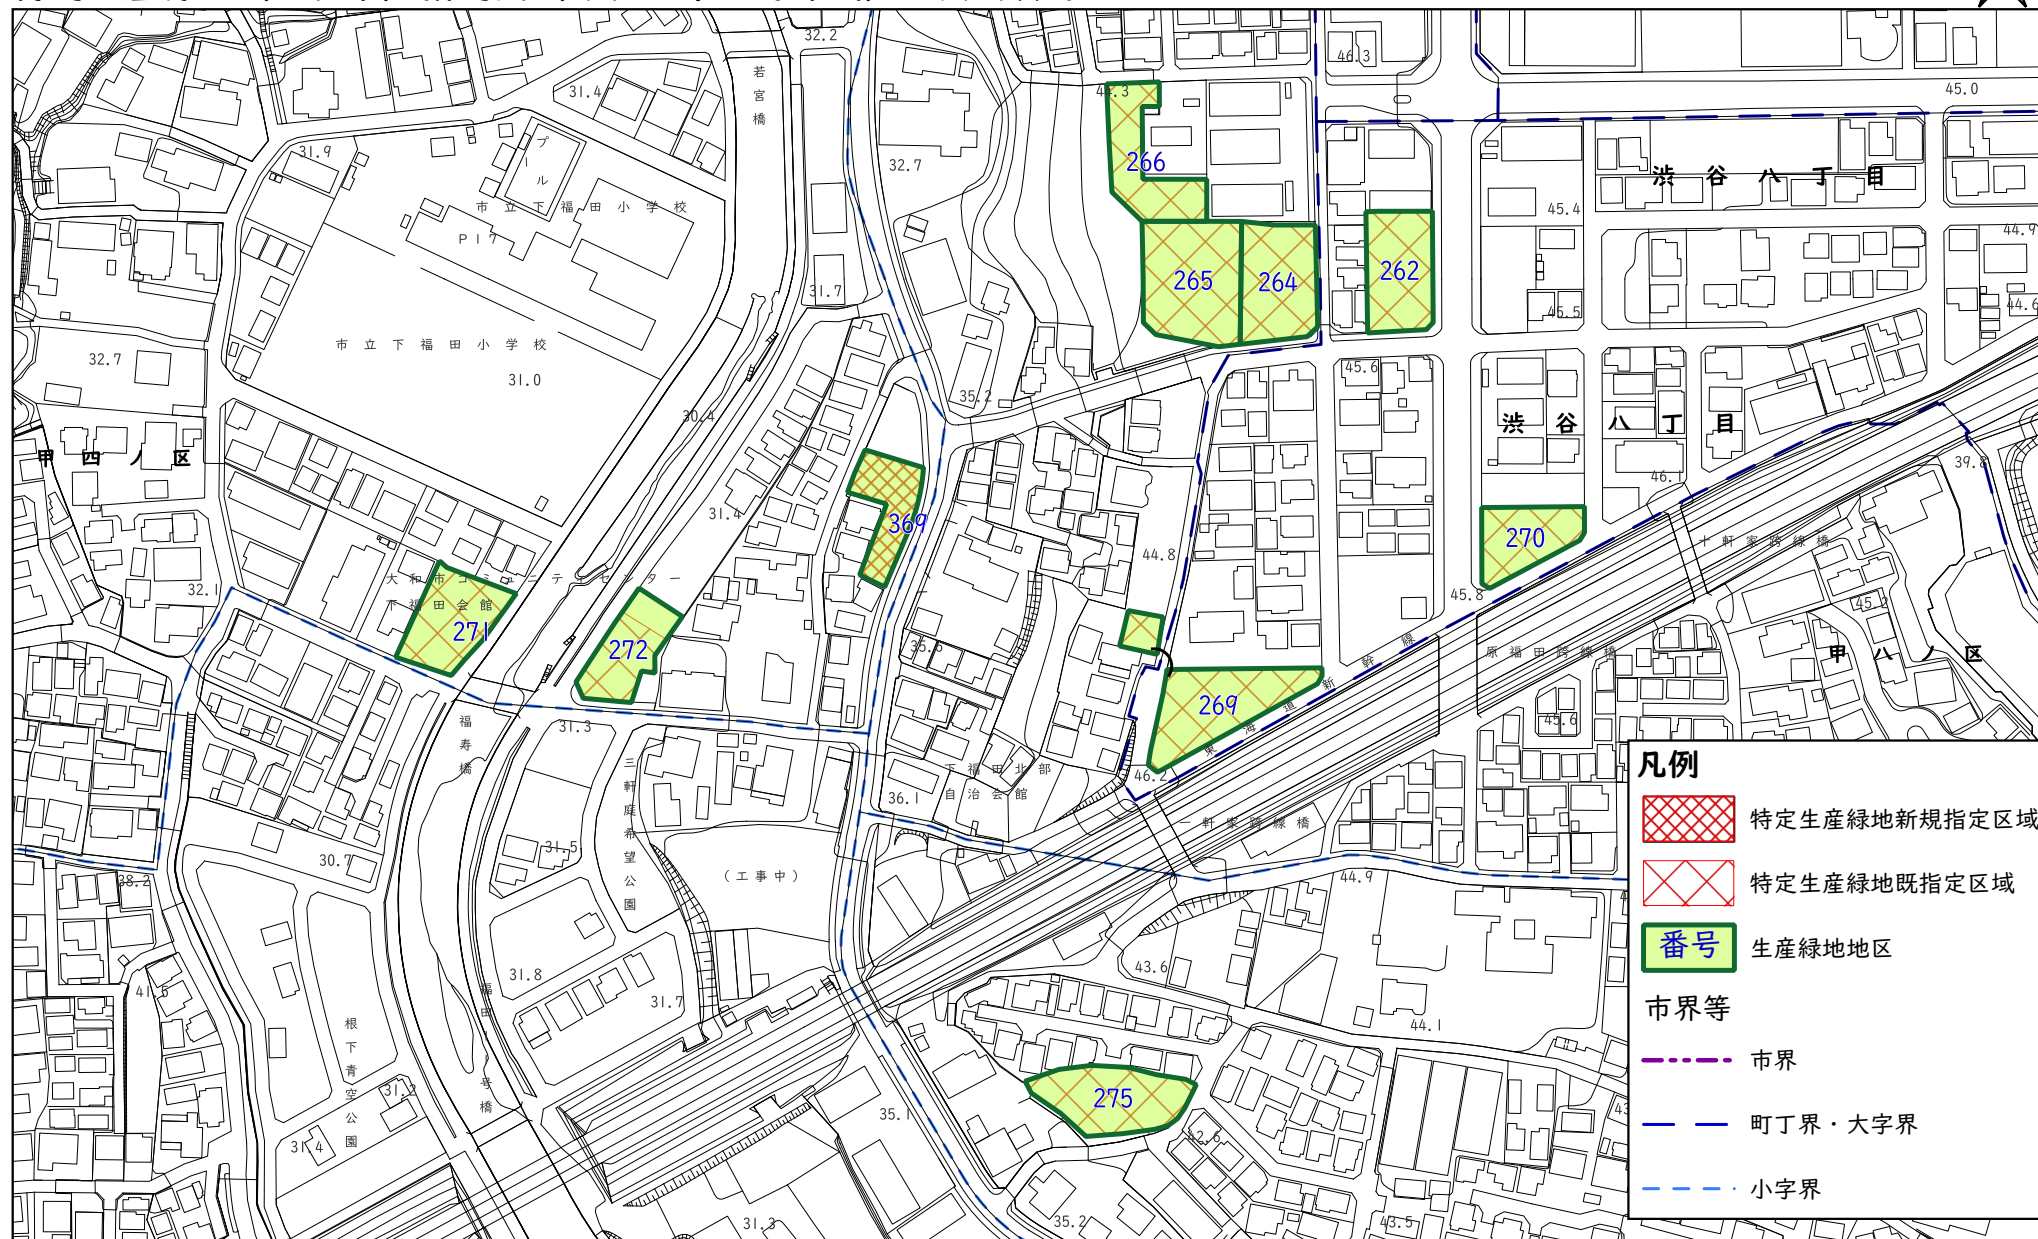 32.2
46.3
若宮橋
31.4
44.3
45.0
31.9
プール
266
32.7
渋谷八丁目
市立下福田小学校
P17
45.4
44.9
265
264
262
31.7
45.5
44.6
市立下福田小学校
32.7
31.0
35.2
45.6
30.4
渋谷八丁目
甲四ノ区
39.8
46.1
31.4
369
44.8
270
十軒家跨線橋
大和市コミュニティセンター
下福田会館
32.1
45.8
45.2
271
272
35.6
原福田跨線橋
甲八ノ区
269
東海道新幹線
福寿橋
31.3
45.6
46.2
下福田北部
自治会館
36.1
三軒庭希望公園
一軒家跨線橋
31.5
30.7
(工事中)
38.2
44.9
43.6
31.8
31.7
41.5
44.1
根下青空公園
31.2
35.1
275
42.6
31.4
31.3
35.2
43.5
凡例
特定生産緑地新規指定区域
特定生産緑地既指定区域
番号
生産緑地地区
市界等
市界
町丁界・大字界
小字界